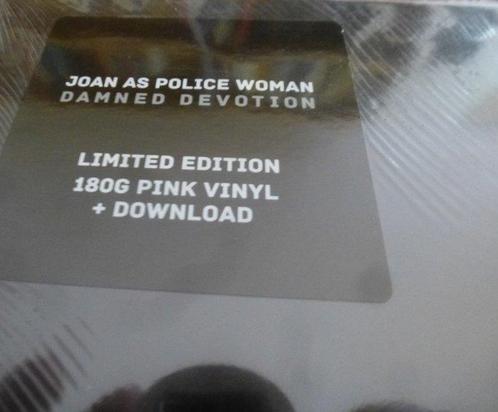 JOAN AS POLICE WOMAN
DAMNED DEVOTION
LIMITED EDITION
180G PINK VINYL
+ DOWNLOAD